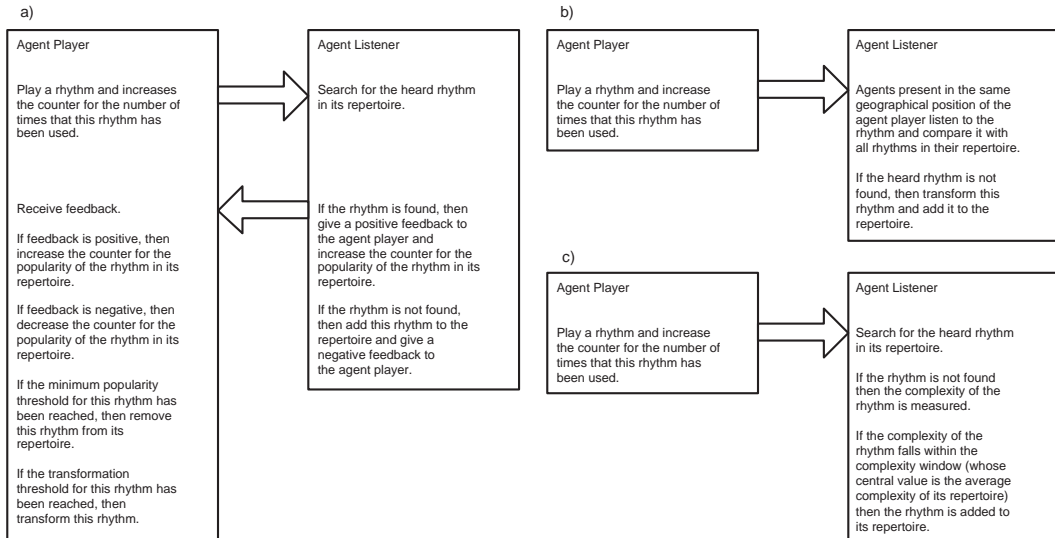 a)
Agent Player
Play a rhythm and increases
the counter for the number of
times that this rhythm has
been used.
Receive feedback.
If feedback is positive, then
increase the counter for the
popularity of the rhythm in its
repertoire.
If feedback is negative, then
decrease the counter for the
popularity of the rhythm in its
repertoire.
If the minimum popularity
threshold for this rhythm has
been reached, then remove
this rhythm from its
repertoire.
If the transformation
threshold for this rhythm has
been reached, then
transform this rhythm.
Agent Listener
Search for the heard rhythm
in its repertoire.
If the rhythm is found, then
give a positive feedback to
the agent player and
increase the counter for the
popularity of the rhythm in its
repertoire.
If the rhythm is not found,
then add this rhythm to the
repertoire and give a
negative feedback to
the agent player.
b)
Agent Player
Play a rhythm and increase
the counter for the number of
times that this rhythm has
been used.
Agent Listener
Agents present in the same
geographical position of the
agent player listen to the
rhythm and compare it with
all rhythms in their repertoire.
If the heard rhythm is not
found, then transform this
rhythm and add it to the
repertoire.
c)
Agent Player
Play a rhythm and increase
the counter for the number of
times that this rhythm has
been used.
Agent Listener
Search for the heard rhythm
in its repertoire.
If the rhythm is not found
then the complexity of the
rhythm is measured.
If the complexity of the
rhythm falls within the
complexity window (whose
central value is the average
complexity of its repertoire)
then the rhythm is added to
its repertoire.